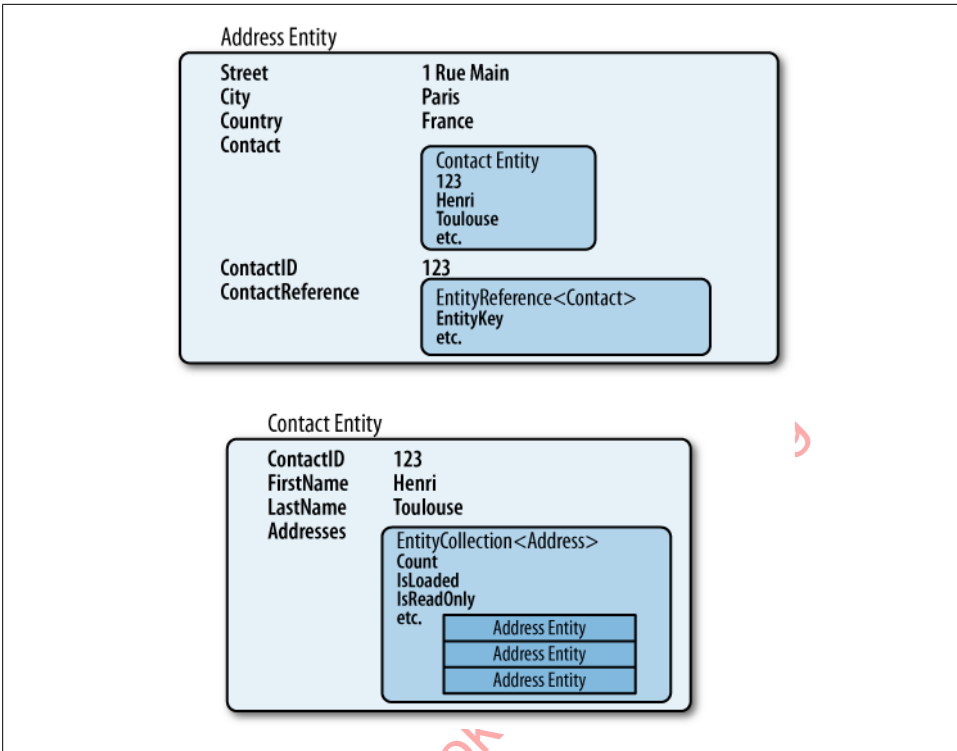 Address Entity
Street 1 Rue Main
City Paris
Country France
Contact
Contact Entity
123
Henri
Toulouse
etc.
ContactID 123
ContactReference
EntityReference<Contact>
EntityKey
etc.
Contact Entity
ContactID 123
FirstName Henri
LastName Toulouse
Addresses
EntityCollection<Address>
Count
IsLoaded
IsReadOnly
etc.
Address Entity
Address Entity
Address Entity